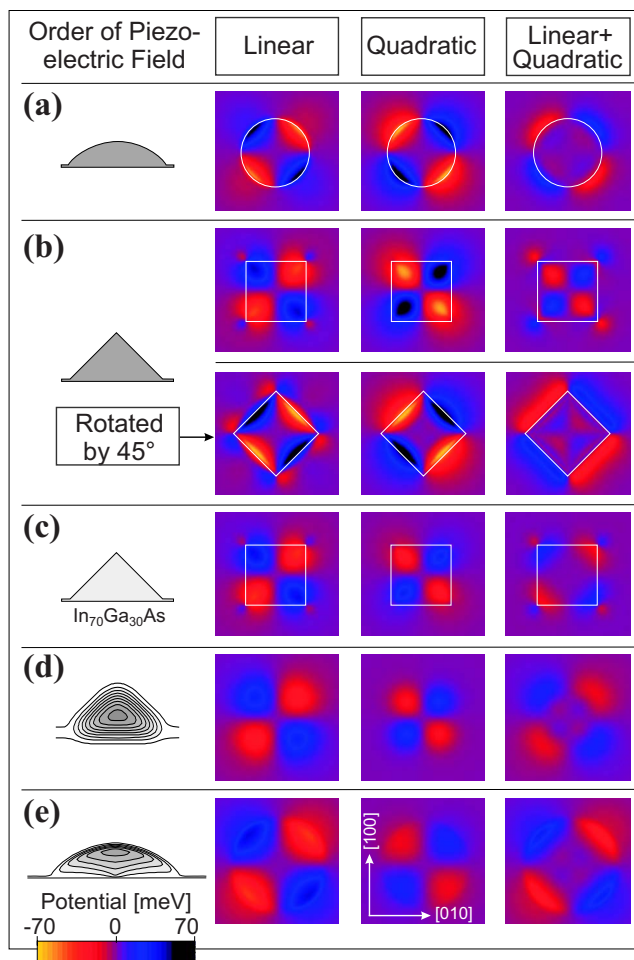 Order of Piezo-
electric Field
Linear
Quadratic
Linear+
Quadratic
(a)
(b)
Rotated
by 45°
(c)
In70Ga30As
(d)
(e)
[100]
[010]
Potential [meV]
-70 0 70